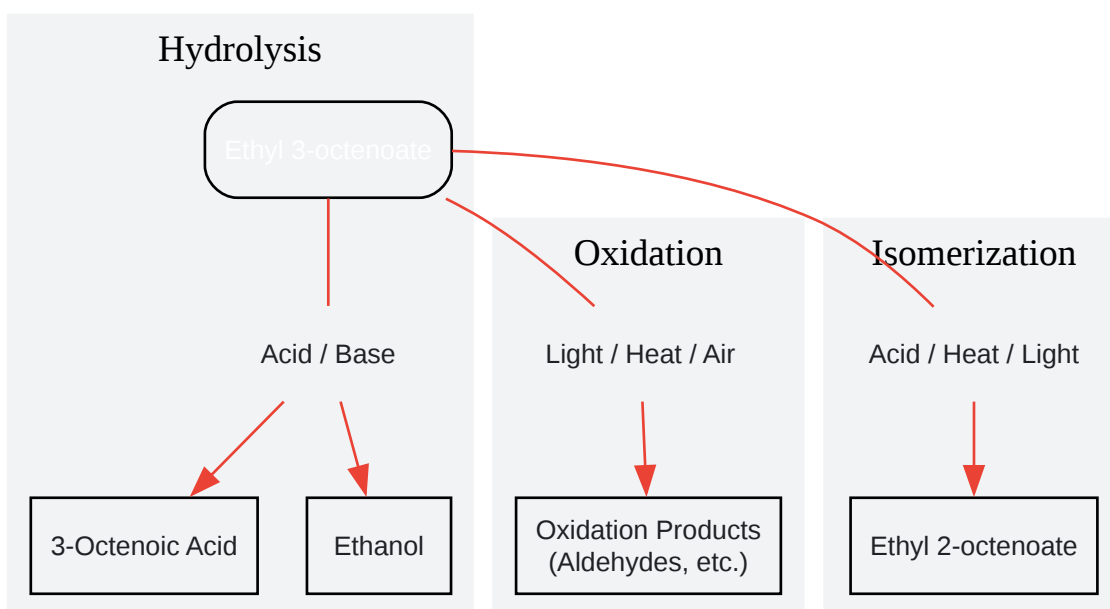 Hydrolysis
Ethyl 3-octenoate
Oxidation
Isomerization
Acid / Base
Light / Heat / Air
Acid / Heat / Light
3-Octenoic Acid
Ethanol
Oxidation Products
(Aldehydes, etc.)
Ethyl 2-octenoate